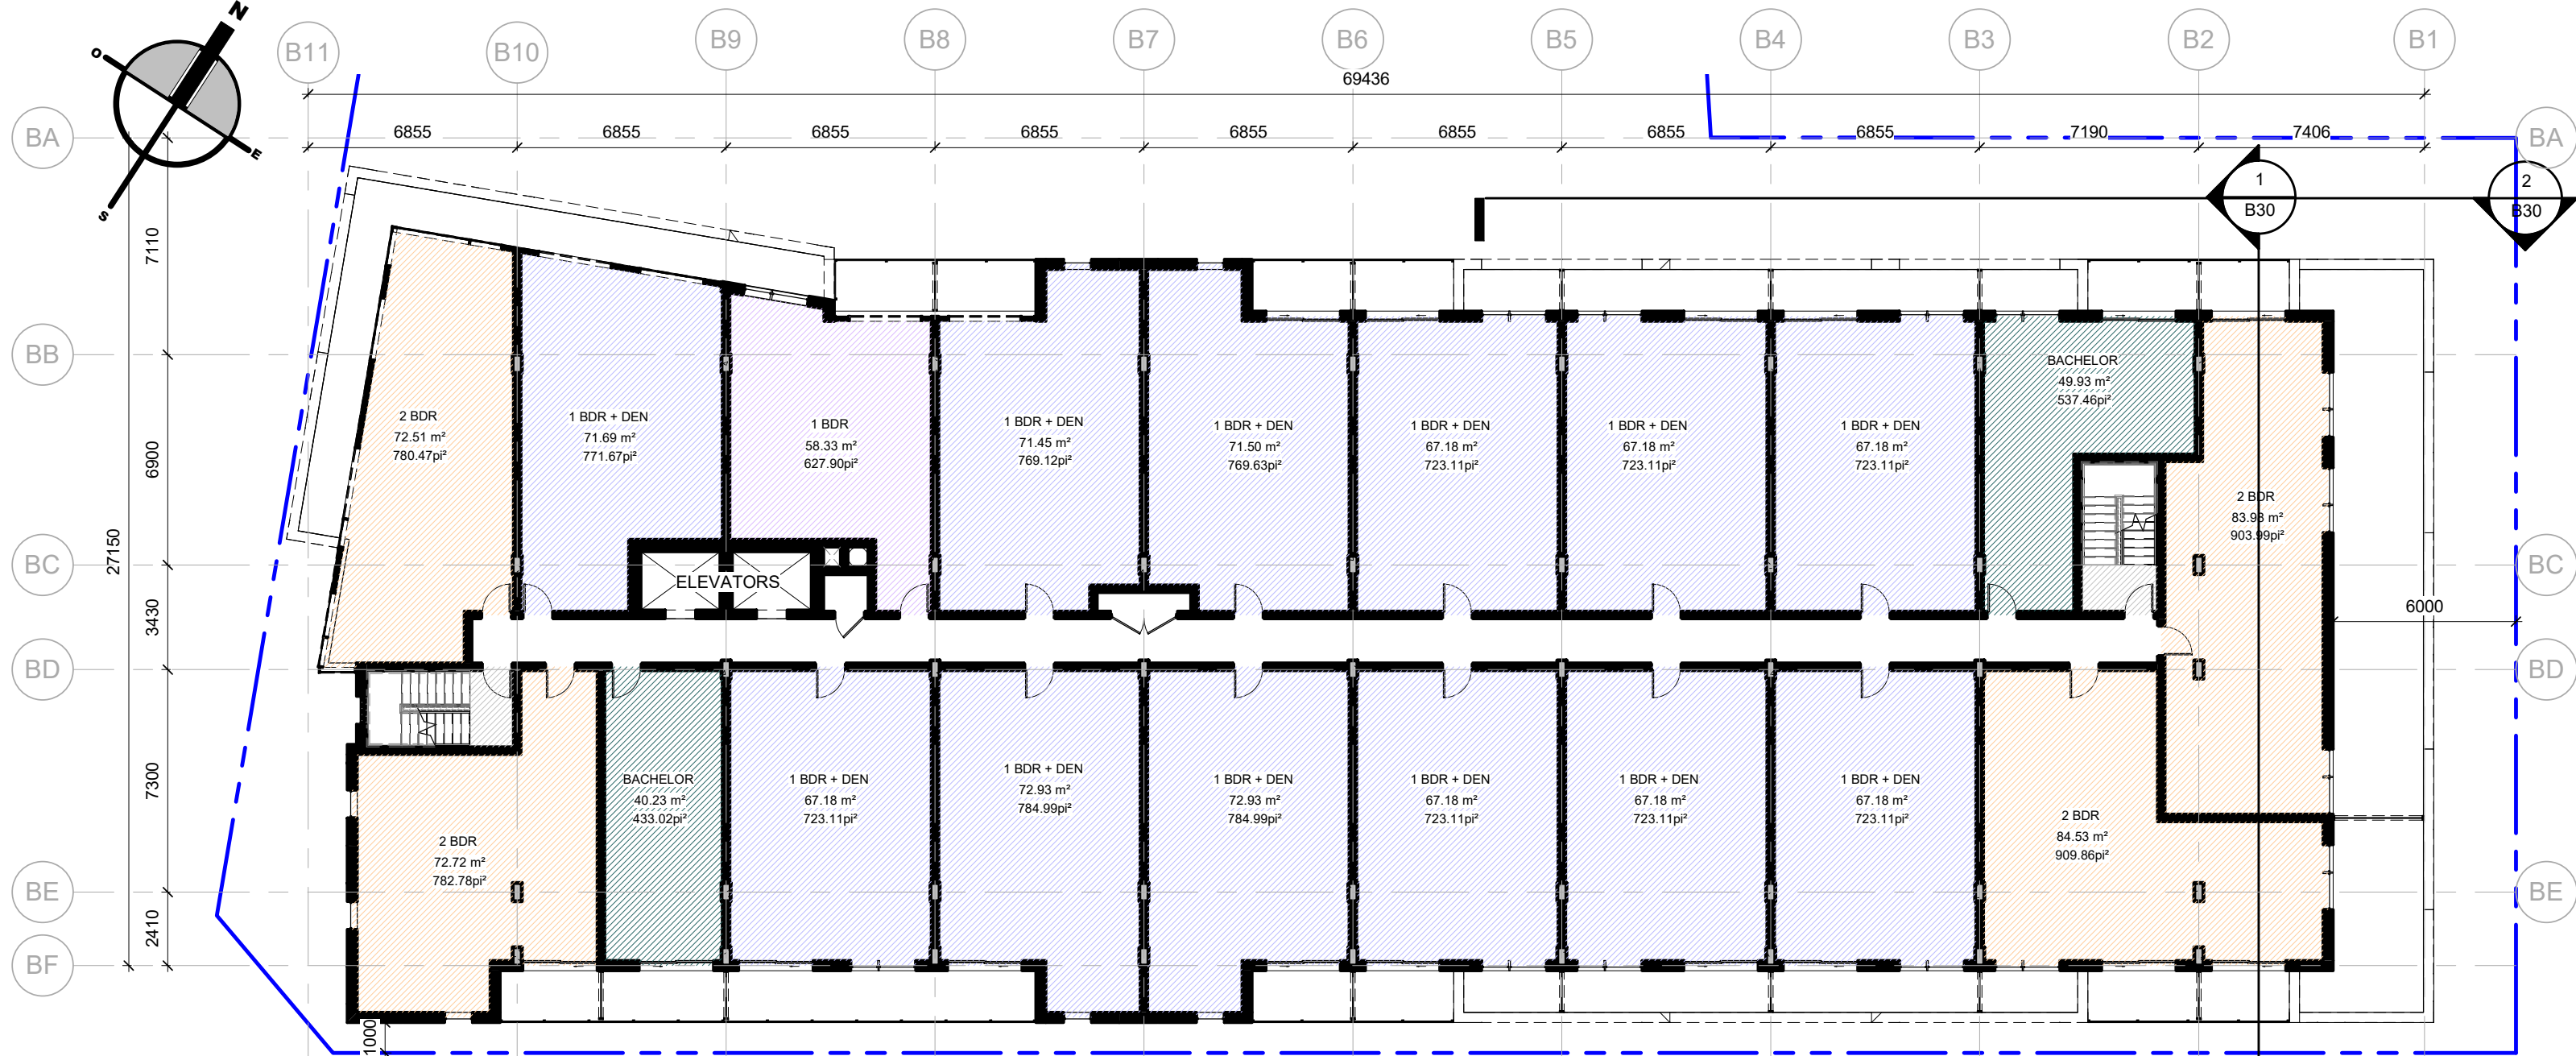 N
O
E
S
B11 B10 B9 B8 B7 B6 B5 B4 B3 B2 B1
69436
6855 6855 6855 6855 6855 6855 6855 6855 7190 7406
BA BA
1
B30
2
B30
7110
BB
6900
27150
BC BC
3430
BD BD
7300
BE BE
2410
BF
1000
6000
2 BDR
72.51 m²
780.47pi²
1 BDR + DEN
71.69 m²
771.67pi²
1 BDR
58.33 m²
627.90pi²
1 BDR + DEN
71.45 m²
769.12pi²
1 BDR + DEN
71.50 m²
769.63pi²
1 BDR + DEN
67.18 m²
723.11pi²
1 BDR + DEN
67.18 m²
723.11pi²
1 BDR + DEN
67.18 m²
723.11pi²
BACHELOR
49.93 m²
537.46pi²
2 BDR
83.98 m²
903.99pi²
ELEVATORS
2 BDR
72.72 m²
782.78pi²
BACHELOR
40.23 m²
433.02pi²
1 BDR + DEN
67.18 m²
723.11pi²
1 BDR + DEN
72.93 m²
784.99pi²
1 BDR + DEN
72.93 m²
784.99pi²
1 BDR + DEN
67.18 m²
723.11pi²
1 BDR + DEN
67.18 m²
723.11pi²
1 BDR + DEN
67.18 m²
723.11pi²
2 BDR
84.53 m²
909.86pi²